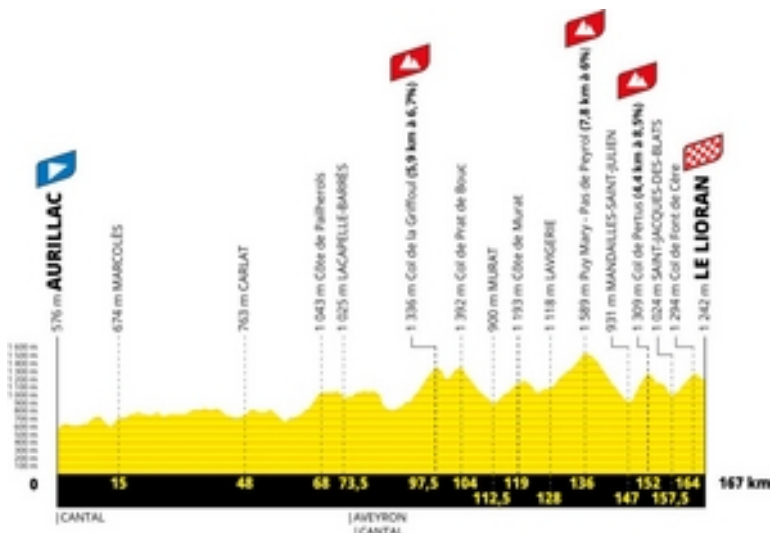 576 m AURILLAC
674 m MARCOLÈS
763 m CARLAT
1 043 m Côte de Pailherols
1 025 m LACAPELLE-BARRÈS
1 336 m Col de la Griffoul (5,9 km à 6,7%)
1 392 m Col de Prat de Bouc
900 m MURAT
1 193 m Côte de Murat
1 118 m LAVIGERIE
1 589 m Puy Mary - Pas de Peyrol (7,8 km à 6%)
931 m MANDAILLES-SAINT-JULIEN
1 309 m Col de Pertus (4,4 km à 8,5%)
1 024 m SAINT-JACQUES-DES-BLATS
1 294 m Col de Font de Cère
1 242 m LE LIORAN
0 15 48 68 73,5 97,5 104 119 136 152 164 167 km
112,5 128 147 157,5
CANTAL AVEYRON
CANTAL